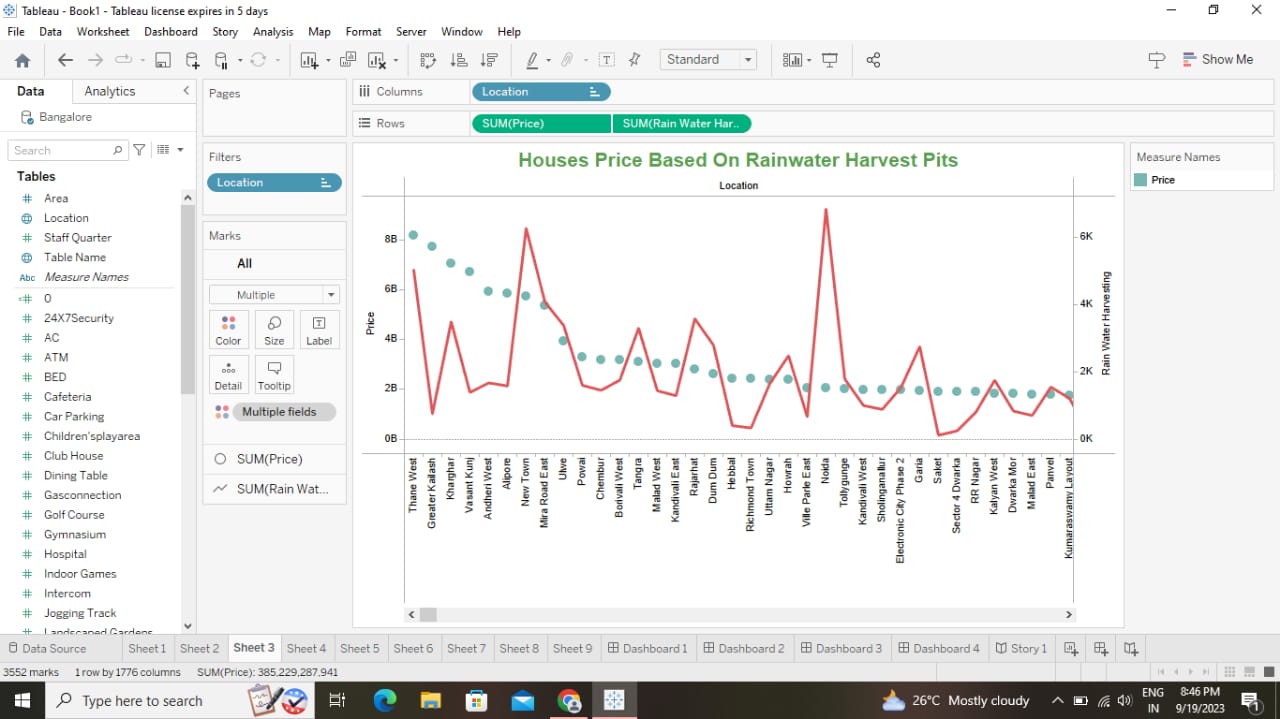 Tableau - Book1 - Tableau license expires in 5 days
File Data Worksheet Dashboard Story Analysis Map Format Server Window Help
Standard
Show Me
Data Analytics
Bangalore
Search
Tables
Area
Location
Staff Quarter
Table Name
Abc Measure Names
0
24X7Security
AC
ATM
BED
Cafeteria
Car Parking
Children'splayarea
Club House
Dining Table
Gasconnection
Golf Course
Gymnasium
Hospital
Indoor Games
Intercom
Jogging Track
Landscaped Gardens
Pages
Filters
Location
Marks
All
Multiple
Color Size Label
Detail Tooltip
Multiple fields
SUM(Price)
SUM(Rain Wat...
Columns Location
Rows SUM(Price) SUM(Rain Water Har..
Houses Price Based On Rainwater Harvest Pits
Location
Price
8B
6B
4B
2B
0B
6K
4K
2K
0K
Rain Water Harvesting
Thane West
Greater Kailash
Kharghar
Vasant Kunj
Andheri West
Alipore
New Town
Mira Road East
Ulwe
Powai
Chembur
Borivali West
Tangra
Malad West
Kandivali East
Rajarhat
Dum Dum
Hebbal
Richmond Town
Uttam Nagar
Howrah
Ville Parle East
Noida
Tollygunge
Kandivali West
Sholinganallur
Electronic City Phase 2
Garia
Saket
Sector 4 Dwarka
RR Nagar
Kalyan West
Dwarka Mor
Malad East
Panvel
Kumaraswamy Layout
Measure Names
Price
Data Source Sheet 1 Sheet 2 Sheet 3 Sheet 4 Sheet 5 Sheet 6 Sheet 7 Sheet 8 Sheet 9 Dashboard 1 Dashboard 2 Dashboard 3 Dashboard 4 Story 1
3552 marks 1 row by 1776 columns SUM(Price): 385,229,287,941
Type here to search
26°C Mostly cloudy
ENG
IN
8:46 PM
9/19/2023
1